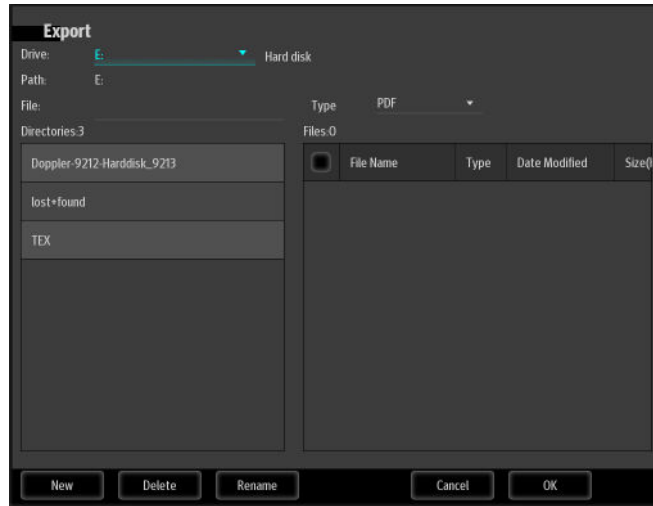 Export
Drive: E: Hard disk
Path: E:
File: Type PDF
Directories:3 Files:0
Doppler-9212-Harddisk_9213 File Name Type Date Modified Size(
lost+found
TEX
New Delete Rename Cancel OK